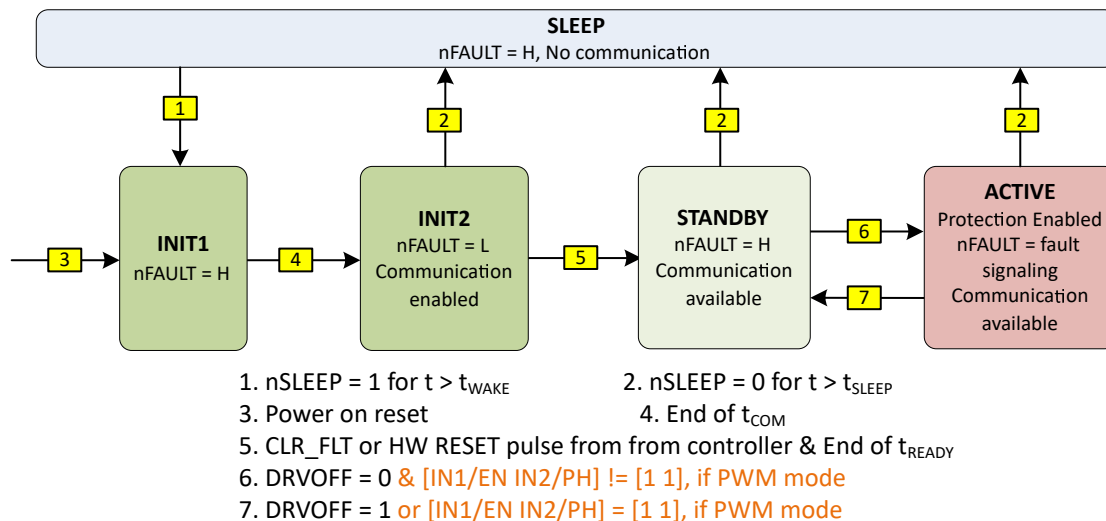 SLEEP
nFAULT = H, No communication
1
2
2
2
INIT1
nFAULT = H
INIT2
nFAULT = L
Communication
enabled
STANDBY
nFAULT = H
Communication
available
ACTIVE
Protection Enabled
nFAULT = fault
signaling
Communication
available
3
4
5
6
7
1. nSLEEP = 1 for t > tWAKE
2. nSLEEP = 0 for t > tSLEEP
3. Power on reset
4. End of tCOM
5. CLR_FLT or HW RESET pulse from from controller & End of tREADY
6. DRVOFF = 0 & [IN1/EN IN2/PH] != [1 1], if PWM mode
7. DRVOFF = 1 or [IN1/EN IN2/PH] = [1 1], if PWM mode